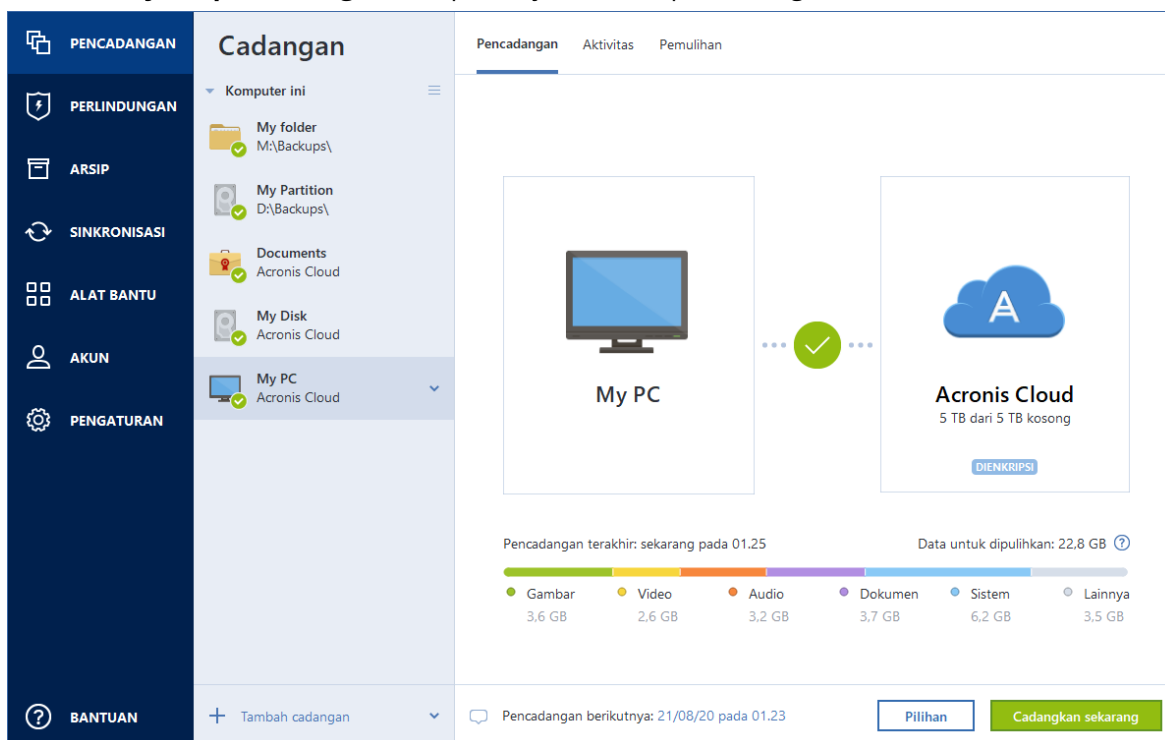 PENCADANGAN
PERLINDUNGAN
ARSIP
SINKRONISASI
ALAT BANTU
AKUN
PENGATURAN
BANTUAN
Cadangan
Komputer ini
My folder
M:\Backups\
My Partition
D:\Backups\
Documents
Acronis Cloud
My Disk
Acronis Cloud
My PC
Acronis Cloud
Tambah cadangan
Pencadangan Aktivitas Pemulihan
My PC
A
Acronis Cloud
5 TB dari 5 TB kosong
DIENKRIPSI
Pencadangan terakhir: sekarang pada 01.25
Data untuk dipulihkan: 22,8 GB ?
Gambar Video Audio Dokumen Sistem Lainnya
3,6 GB 2,6 GB 3,2 GB 3,7 GB 6,2 GB 3,5 GB
Pencadangan berikutnya: 21/08/20 pada 01.23
Pilihan
Cadangkan sekarang